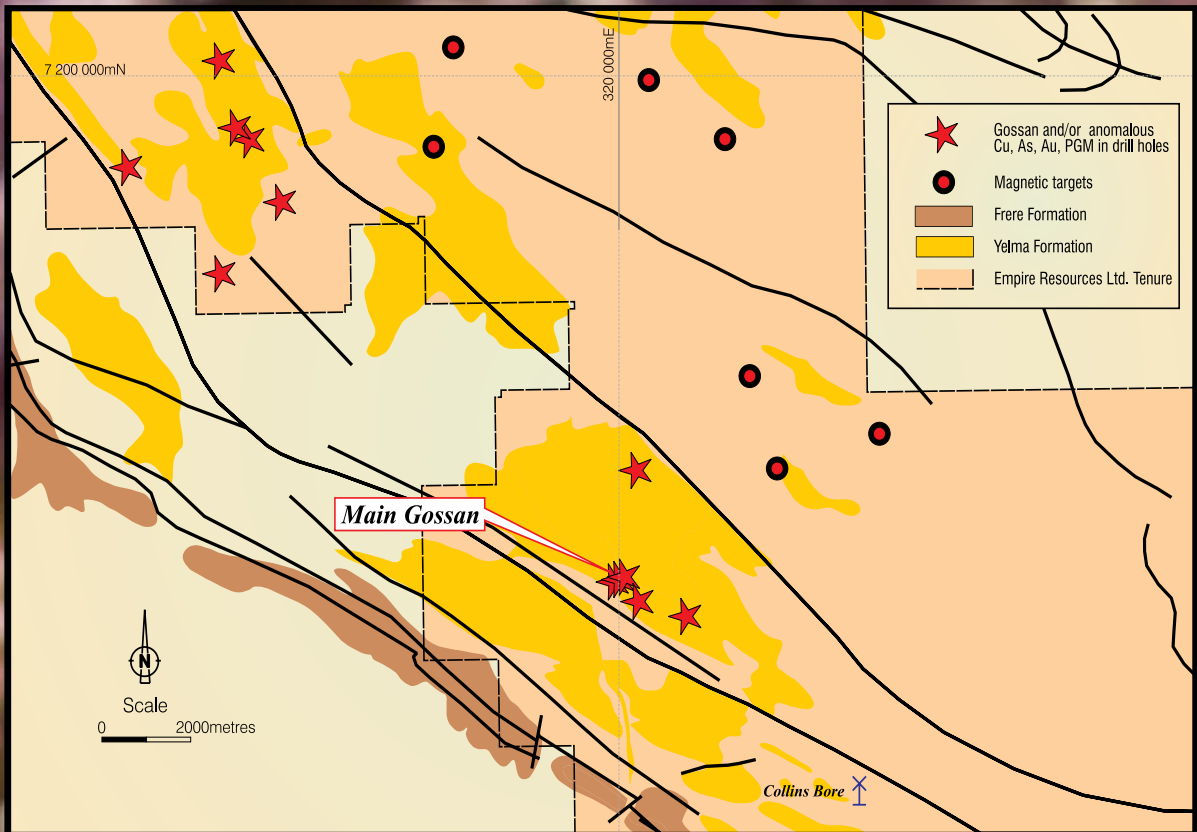 7 200 000mN
320 000mE
Gossan and/or anomalous
Cu, As, Au, PGM in drill holes
Magnetic targets
Frere Formation
Yelma Formation
Empire Resources Ltd. Tenure
Main Gossan
N
Scale
0 2000metres
Collins Bore